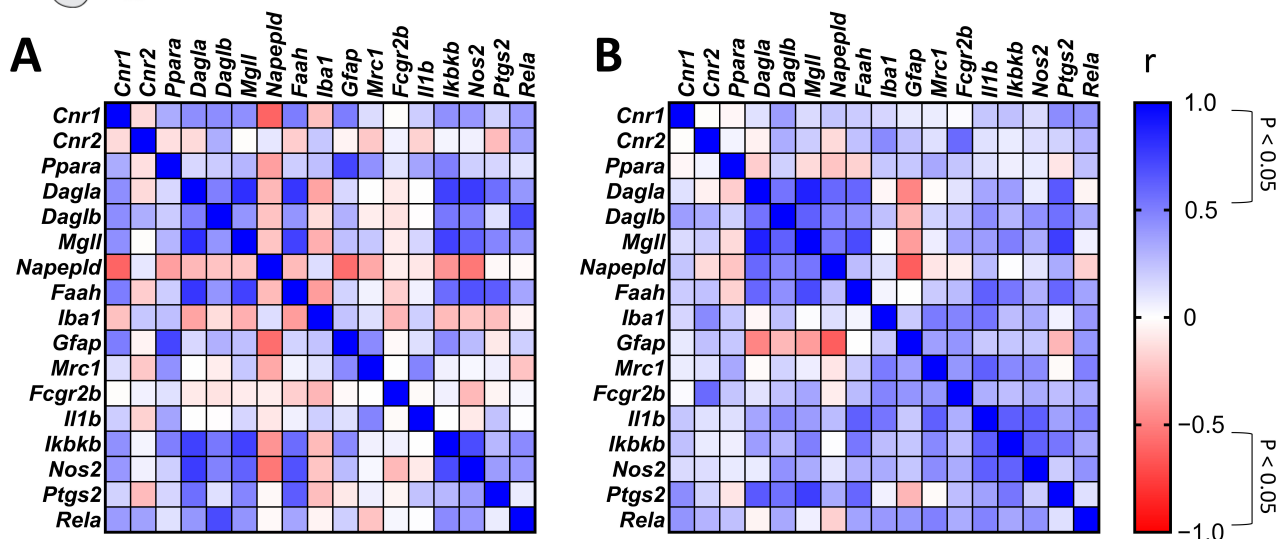 A
Cnr1 Cnr2 Ppara Dagla Daglb Mgll Napepld Faah Iba1 Gfap Mrc1 Fcgr2b Il1b Ikbkb Nos2 Ptgs2 Rela
Cnr1
Cnr2
Ppara
Dagla
Daglb
Mgll
Napepld
Faah
Iba1
Gfap
Mrc1
Fcgr2b
Il1b
Ikbkb
Nos2
Ptgs2
Rela
B
Cnr1 Cnr2 Ppara Dagla Daglb Mgll Napepld Faah Iba1 Gfap Mrc1 Fcgr2b Il1b Ikbkb Nos2 Ptgs2 Rela
Cnr1
Cnr2
Ppara
Dagla
Daglb
Mgll
Napepld
Faah
Iba1
Gfap
Mrc1
Fcgr2b
Il1b
Ikbkb
Nos2
Ptgs2
Rela
r
1.0
0.5
0
−0.5
−1.0
P < 0.05
P < 0.05